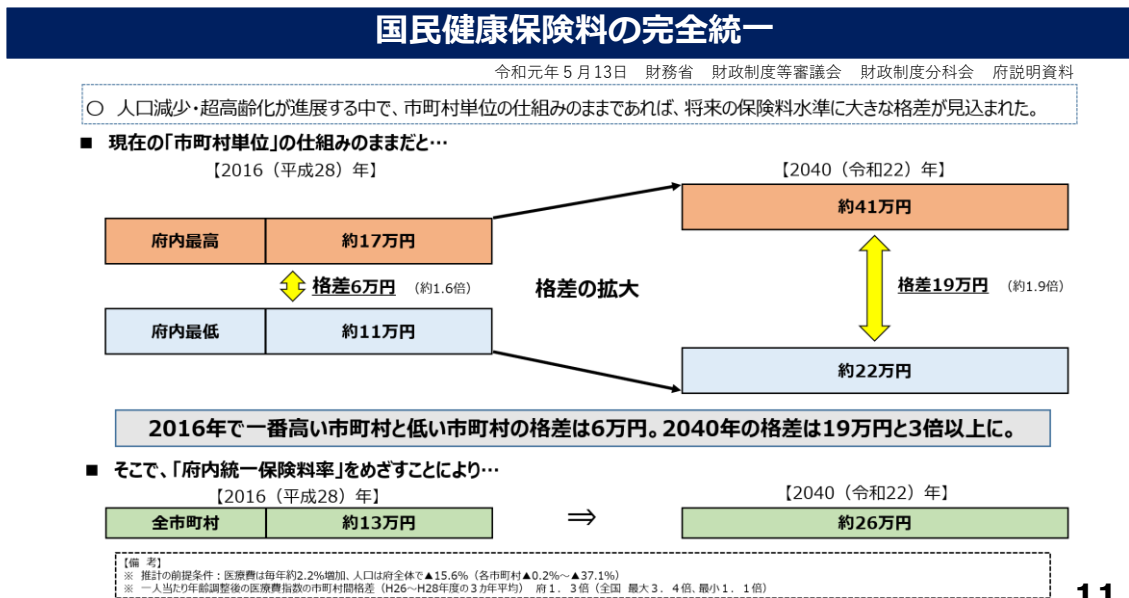 国民健康保険料の完全統一
令和元年5月13日 財務省 財政制度等審議会 財政制度分科会 府説明資料
○ 人口減少・超高齢化が進展する中で、市町村単位の仕組みのままであれば、将来の保険料水準に大きな格差が見込まれた。
■ 現在の「市町村単位」の仕組みのままだと…
【2016(平成28)年】
【2040(令和22)年】
約41万円
府内最高 約17万円
格差6万円 (約1.6倍)
格差の拡大
格差19万円 (約1.9倍)
府内最低 約11万円
約22万円
2016年で一番高い市町村と低い市町村の格差は6万円。2040年の格差は19万円と3倍以上に。
■ そこで、「府内統一保険料率」をめざすことにより…
【2016(平成28)年】
【2040(令和22)年】
全市町村 約13万円 ⇒ 約26万円
【備 考】
※ 推計の前提条件:医療費は毎年約2.2%増加、人口は府全体で▲15.6%(各市町村▲0.2%~▲37.1%)
※ 一人当たり年齢調整後の医療費指数の市町村間格差(H26~H28年度の3カ年平均) 府1.3倍(全国 最大3.4倍、最小1.1倍)
11